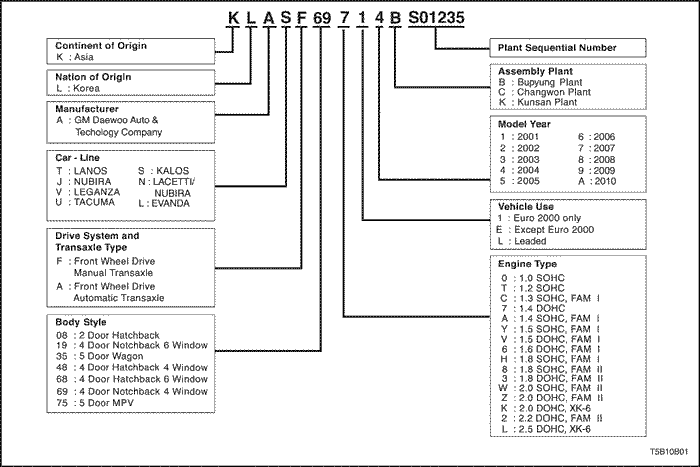 K L A S F 69 7 1 4 B S01235
Continent of Origin
K : Asia
Nation of Origin
L : Korea
Manufacturer
A : GM Daewoo Auto &
Techology Company
Car - Line
T : LANOS S : KALOS
J : NUBIRA N : LACETTI/
V : LEGANZA NUBIRA
U : TACUMA L : EVANDA
Drive System and
Transaxle Type
F : Front Wheel Drive
Manual Transaxle
A : Front Wheel Drive
Automatic Transaxle
Body Style
08 : 2 Door Hatchback
19 : 4 Door Notchback 6 Window
35 : 5 Door Wagon
48 : 4 Door Hatchback 4 Window
68 : 4 Door Hatchback 6 Window
69 : 4 Door Notchback 4 Window
75 : 5 Door MPV
Plant Sequential Number
Assembly Plant
B : Bupyung Plant
C : Changwon Plant
K : Kunsan Plant
Model Year
1 : 2001 6 : 2006
2 : 2002 7 : 2007
3 : 2003 8 : 2008
4 : 2004 9 : 2009
5 : 2005 A : 2010
Vehicle Use
1 : Euro 2000 only
E : Except Euro 2000
L : Leaded
Engine Type
0 : 1.0 SOHC
T : 1.2 SOHC
C : 1.3 SOHC, FAM I
7 : 1.4 DOHC
A : 1.4 SOHC, FAM I
Y : 1.5 SOHC, FAM I
V : 1.5 DOHC, FAM I
6 : 1.6 DOHC, FAM I
H : 1.8 SOHC, FAM I
8 : 1.8 SOHC, FAM II
3 : 1.8 DOHC, FAM II
W : 2.0 SOHC, FAM II
Z : 2.0 DOHC, FAM II
K : 2.0 DOHC, XK-6
2 : 2.2 DOHC, FAM II
L : 2.5 DOHC, XK-6
T5B10B01